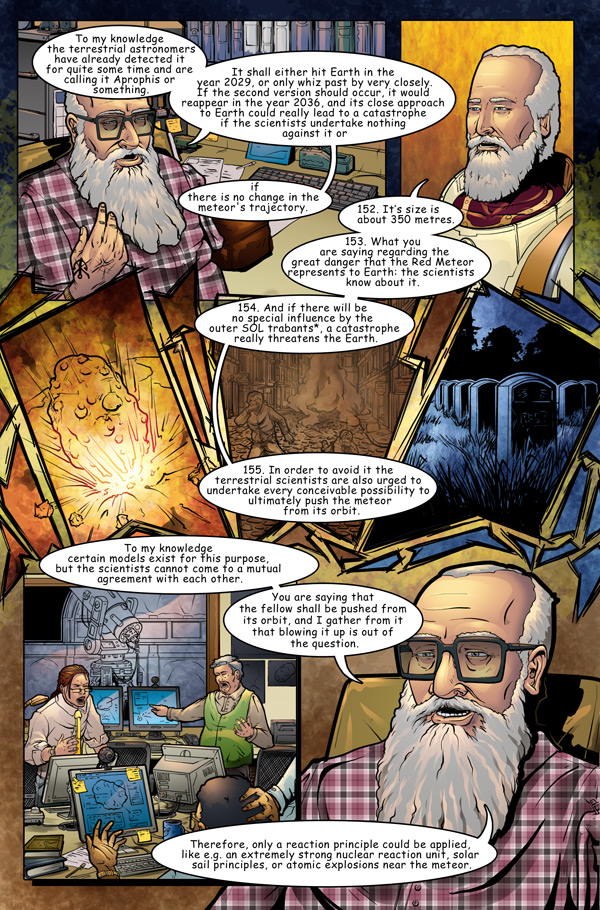 To my knowledge
the terrestrial astronomers
have already detected it
for quite some time and are
calling it Aprophis or
something.
It shall either hit Earth in the
year 2029, or only whiz past by very closely.
If the second version should occur, it would
reappear in the year 2036, and its close approach
to Earth could really lead to a catastrophe
if the scientists undertake nothing
against it or
if
there is no change in the
meteor's trajectory.
152. It's size is
about 350 metres.
153. What you
are saying regarding the
great danger that the Red Meteor
represents to Earth: the scientists
know about it.
154. And if there will be
no special influence by the
outer SOL trabants*, a catastrophe
really threatens the Earth.
155. In order to avoid it the
terrestrial scientists are also urged to
undertake every conceivable possibility to
ultimately push the meteor
from its orbit.
To my knowledge
certain models exist for this purpose,
but the scientists cannot come to a mutual
agreement with each other.
You are saying that
the fellow shall be pushed from
its orbit, and I gather from it
that blowing it up is out of
the question.
Therefore, only a reaction principle could be applied,
like e.g. an extremely strong nuclear reaction unit, solar
sail principles, or atomic explosions near the meteor.